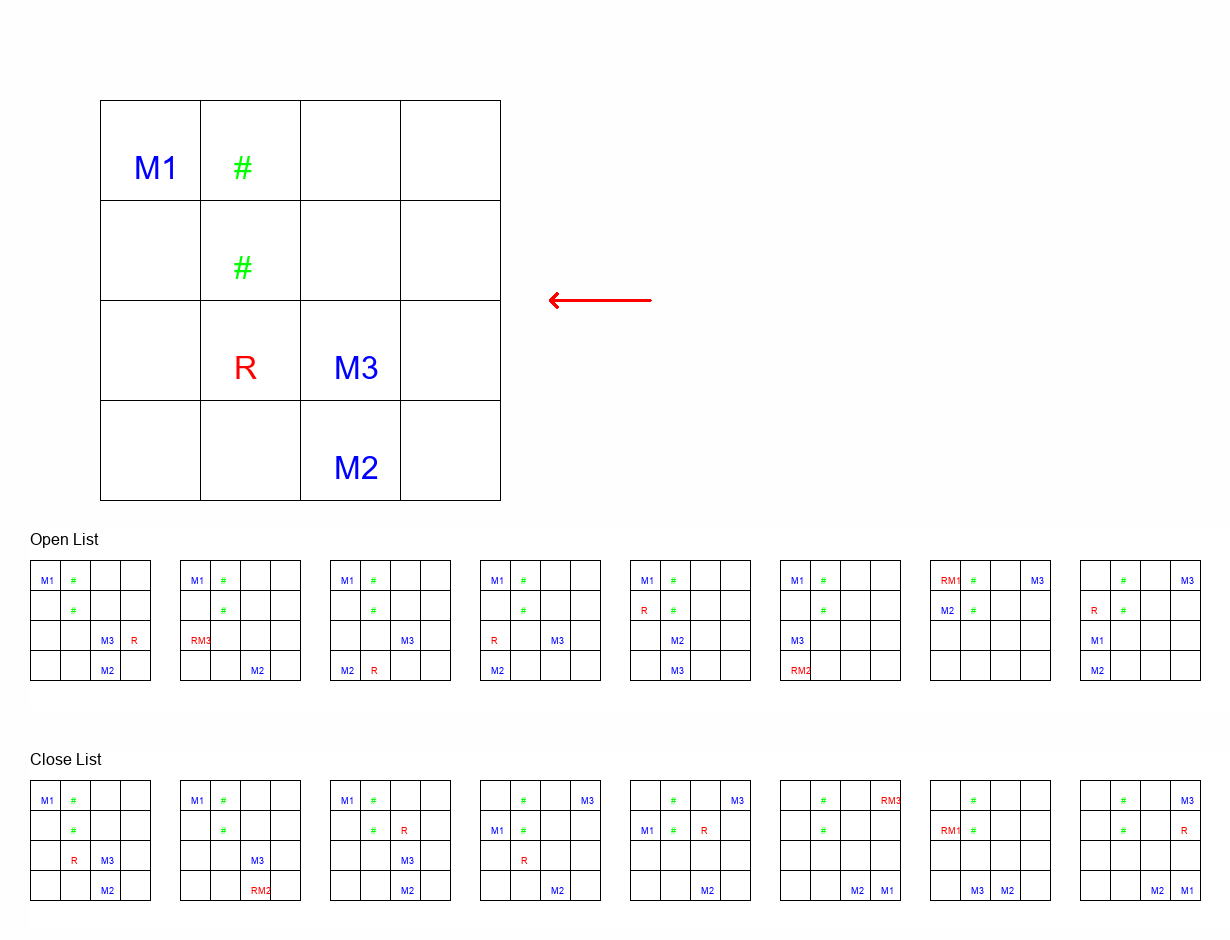 M1 #
#
R M3
M2
Open List
M1 # M1 # M1 # M1 # M1 # M1 # RM1 # M3 # M3
# # # # R # # M2 # R #
M3 R RM3 M3 R M3 M2 M3 M1
M2 M2 M2 R M2 M3 RM2 M2
Close List
M1 # M1 # M1 # # M3 # M3 # RM3 # # M3
# # # R M1 # M1 # R # RM1 # # R
R M3 M3 M3 R
M2 RM2 M2 M2 M2 M2 M1 M3 M2 M2 M1